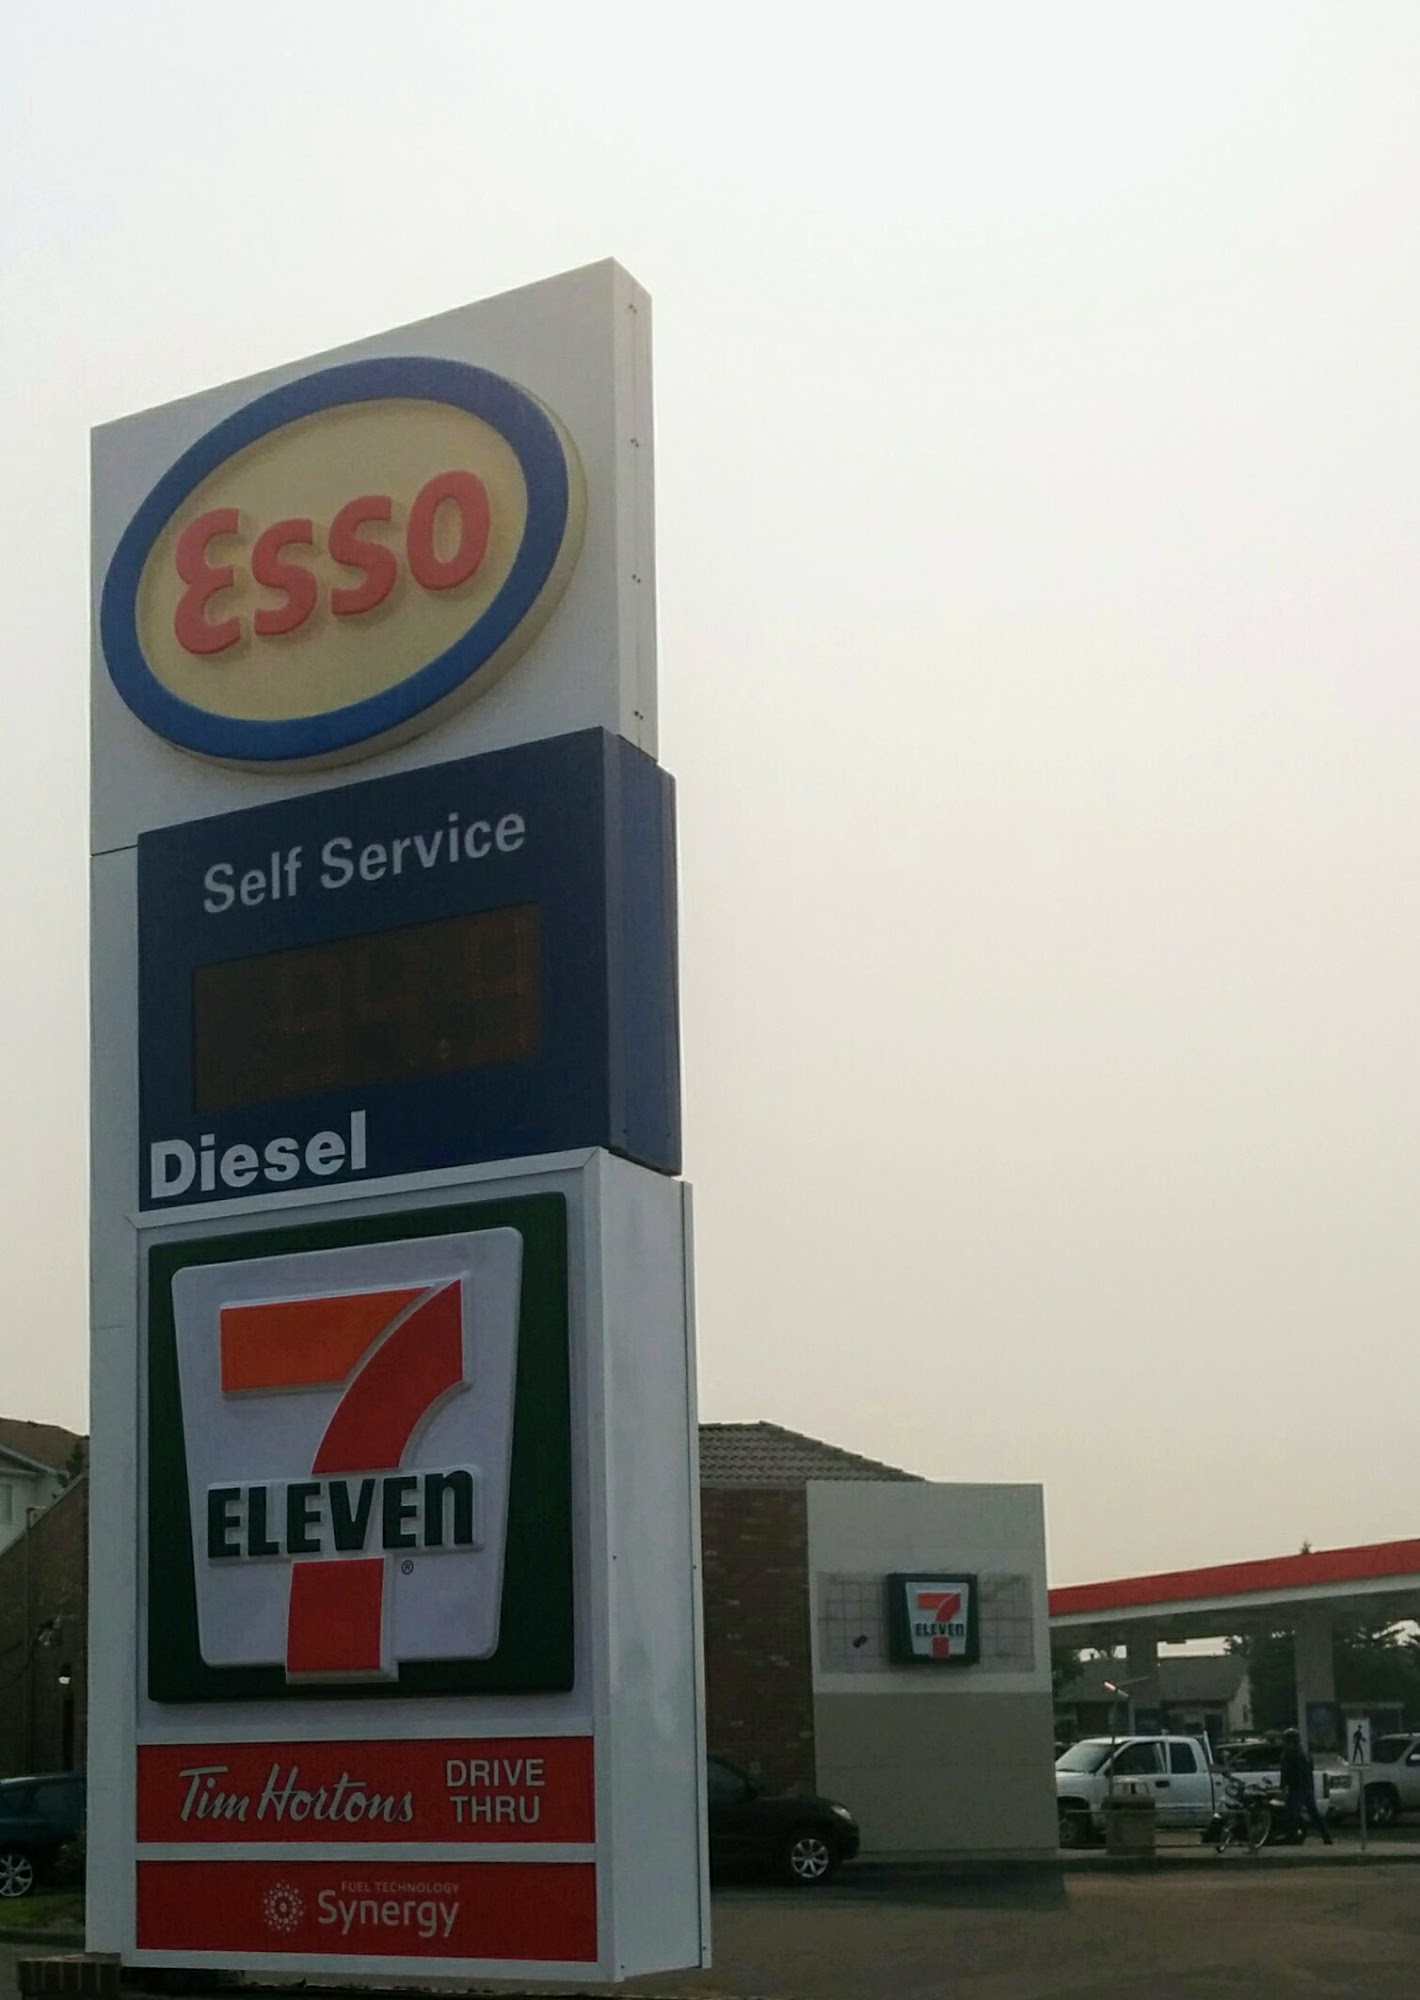 Esso
Self Service
Diesel
7
ELEVEn
®
Tim Hortons DRIVE
THRU
FUEL TECHNOLOGY
Synergy
7
ELEVEn